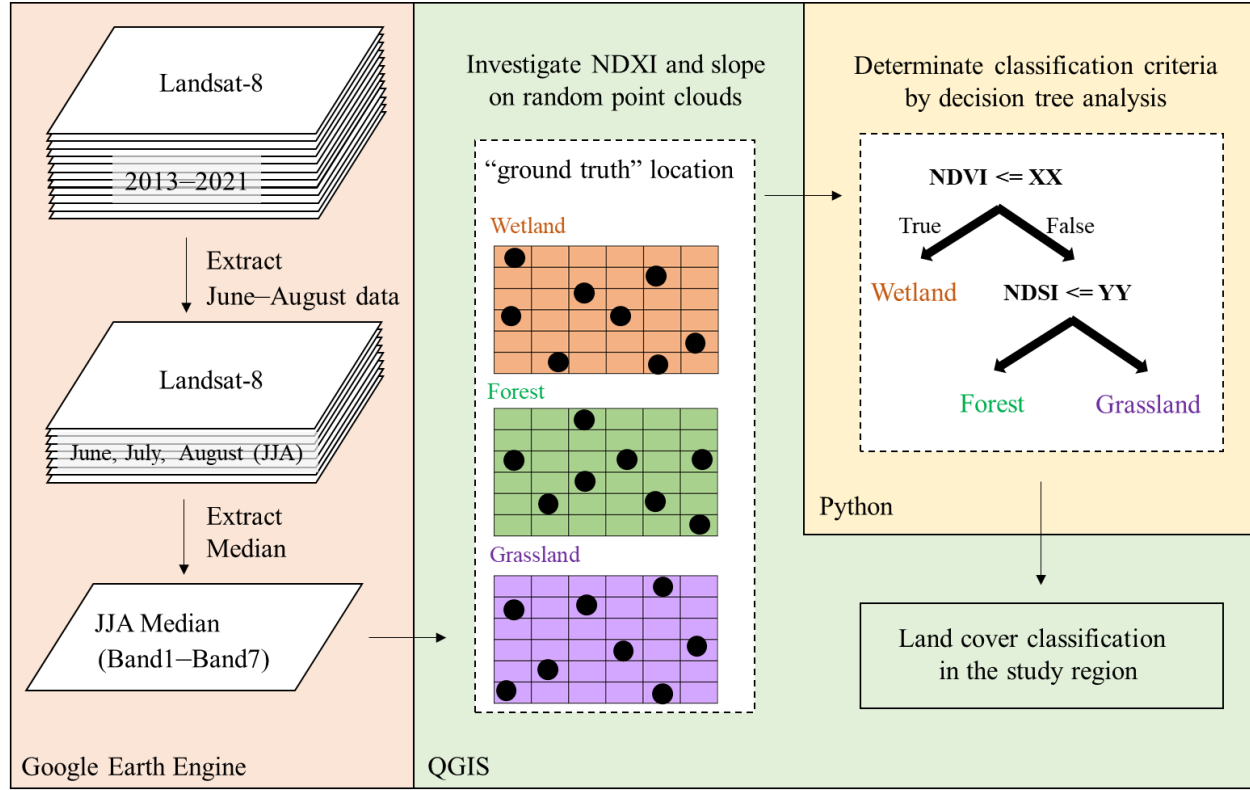 Landsat-8
2013–2021
Extract
June–August data
Landsat-8
June, July, August (JJA)
Extract
Median
JJA Median
(Band1–Band7)
Google Earth Engine
Investigate NDXI and slope
on random point clouds
“ground truth” location
Wetland
Forest
Grassland
QGIS
Determinate classification criteria
by decision tree analysis
NDVI <= XX
True
False
Wetland
NDSI <= YY
Forest
Grassland
Python
Land cover classification
in the study region